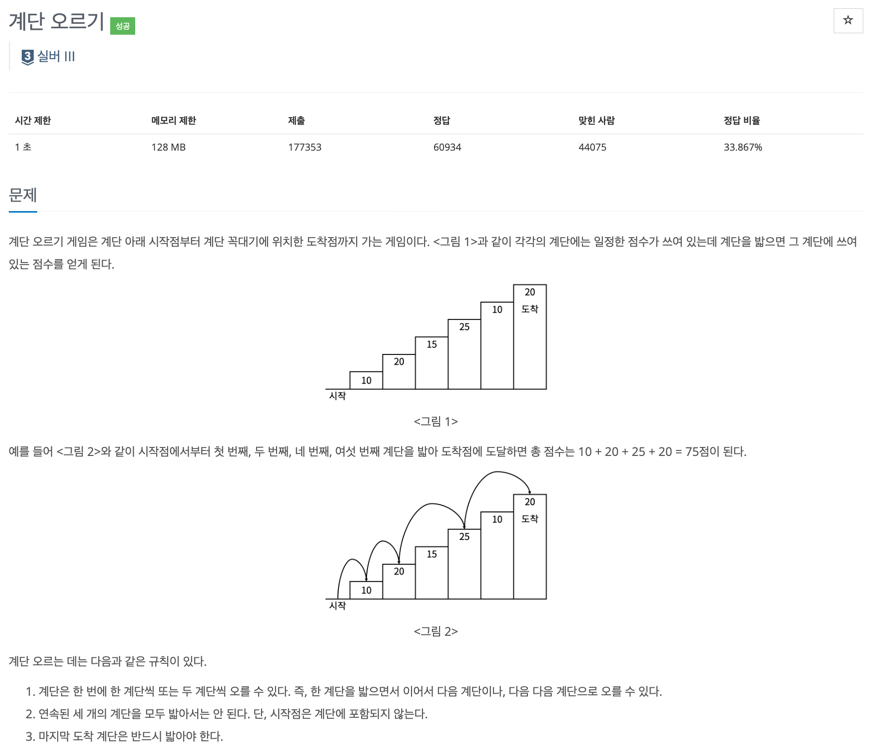 계단 오르기 성공
3 실버 III
시간 제한 메모리 제한 제출 정답 맞힌 사람 정답 비율
1 초 128 MB 177353 60934 44075 33.867%
문제
계단 오르기 게임은 계단 아래 시작점부터 계단 꼭대기에 위치한 도착점까지 가는 게임이다. <그림 1>과 같이 각각의 계단에는 일정한 점수가 쓰여 있는데 계단을 밟으면 그 계단에 쓰여
있는 점수를 얻게 된다.
20
도착
10
25
15
20
10
시작
<그림 1>
예를 들어 <그림 2>와 같이 시작점에서부터 첫 번째, 두 번째, 네 번째, 여섯 번째 계단을 밟아 도착점에 도달하면 총 점수는 10 + 20 + 25 + 20 = 75점이 된다.
20
도착
10
25
15
20
10
시작
<그림 2>
계단 오르는 데는 다음과 같은 규칙이 있다.
1. 계단은 한 번에 한 계단씩 또는 두 계단씩 오를 수 있다. 즉, 한 계단을 밟으면서 이어서 다음 계단이나, 다음 다음 계단으로 오를 수 있다.
2. 연속된 세 개의 계단을 모두 밟아서는 안 된다. 단, 시작점은 계단에 포함되지 않는다.
3. 마지막 도착 계단은 반드시 밟아야 한다.